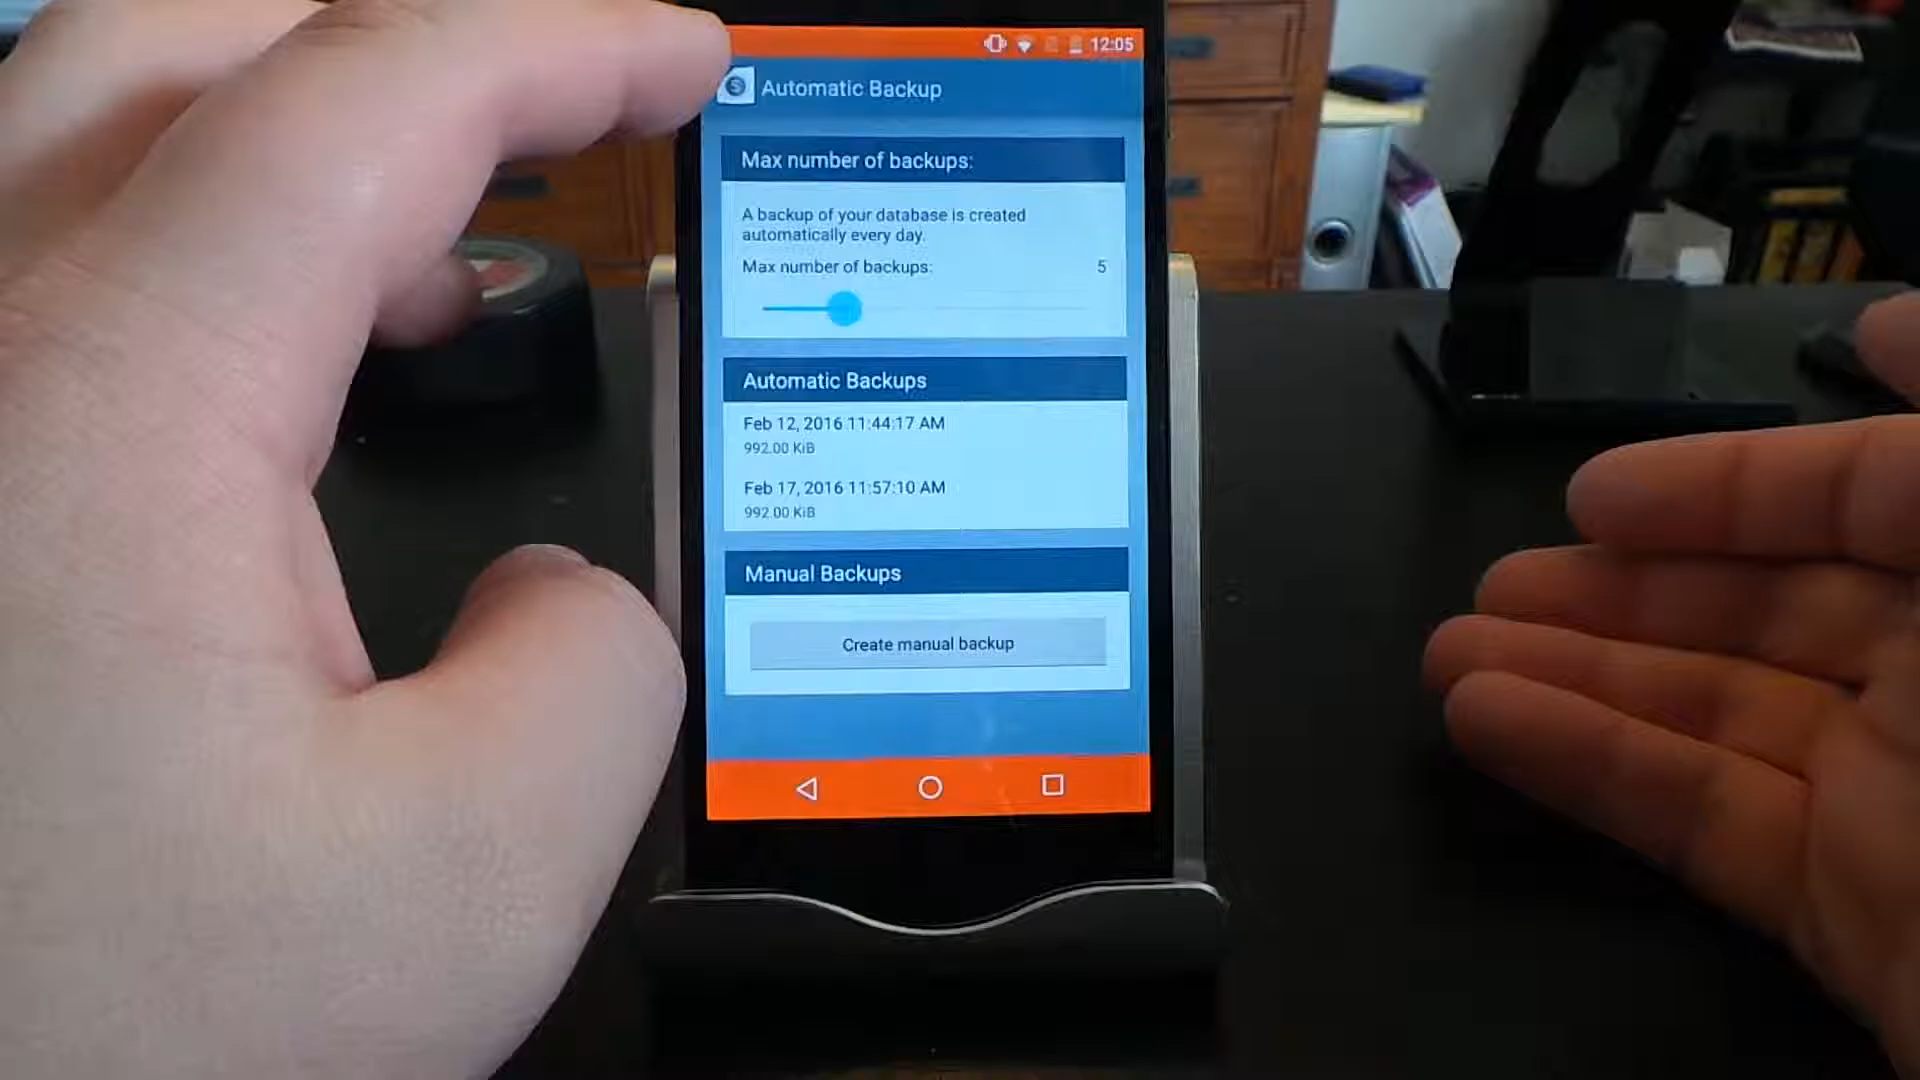 12:05
Automatic Backup
Max number of backups:
A backup of your database is created
automatically every day.
Max number of backups: 5
Automatic Backups
Feb 12, 2016 11:44:17 AM
992.00 KiB
Feb 17, 2016 11:57:10 AM
992.00 KiB
Manual Backups
Create manual backup